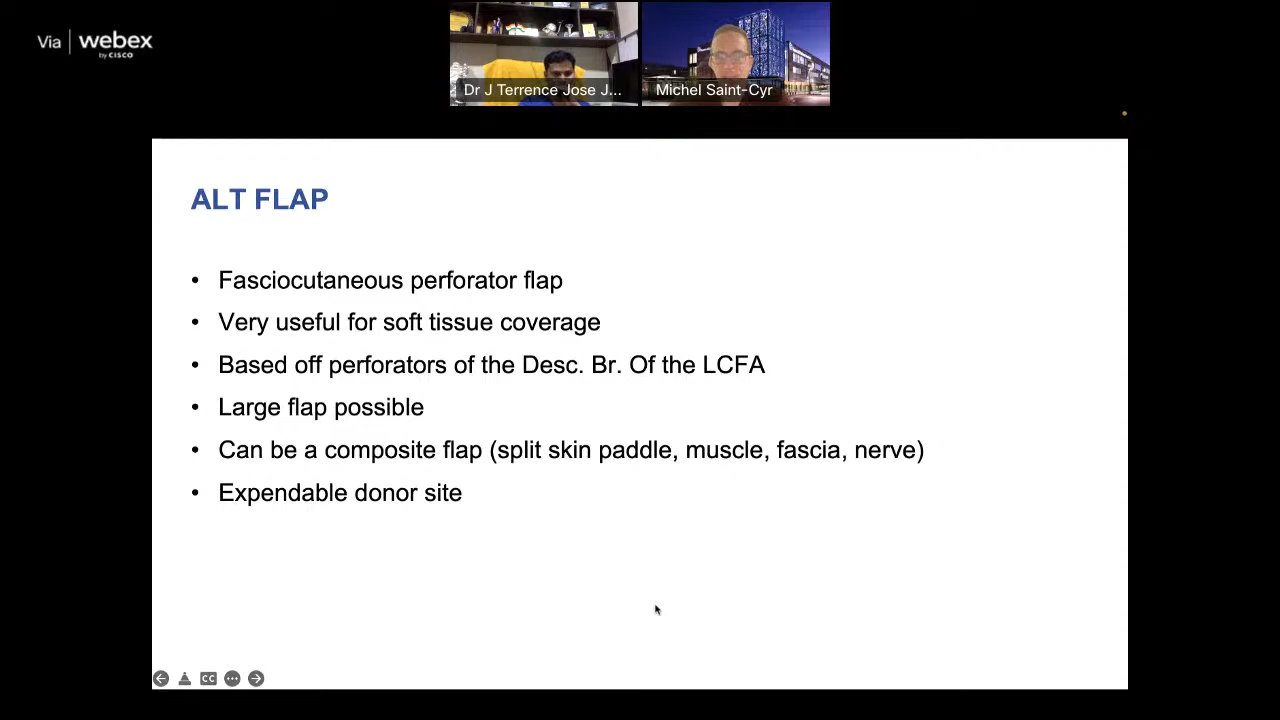 Via webex
by CISCO
Dr J Terrence Jose J...
Michel Saint-Cyr
ALT FLAP
• Fasciocutaneous perforator flap
• Very useful for soft tissue coverage
• Based off perforators of the Desc. Br. Of the LCFA
• Large flap possible
• Can be a composite flap (split skin paddle, muscle, fascia, nerve)
• Expendable donor site
CC